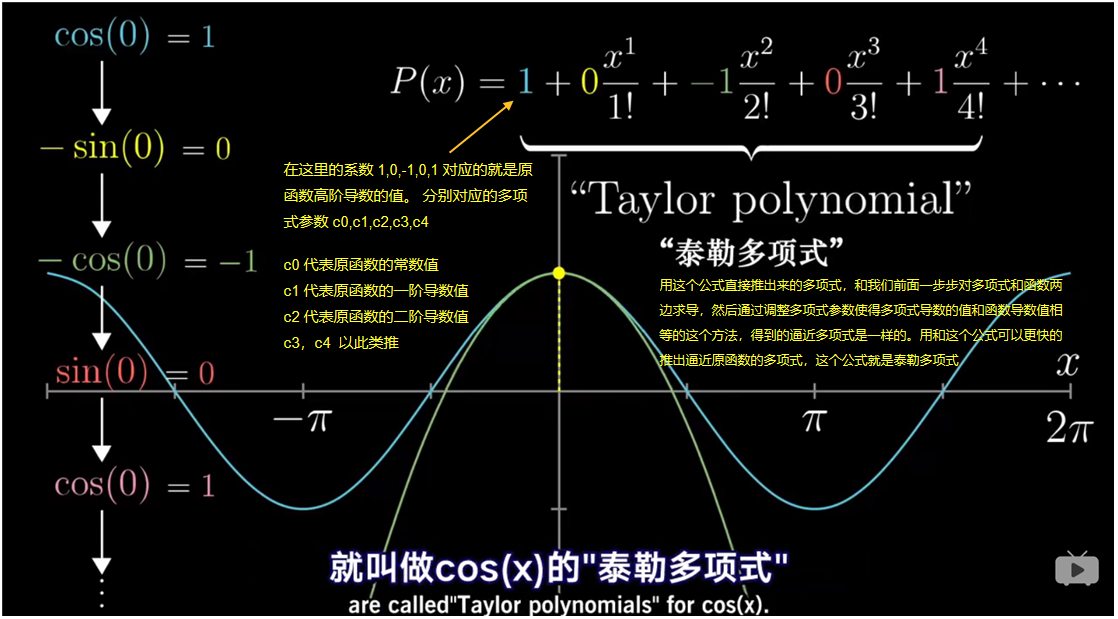 cos(0) = 1
P(x) = 1 + 0 x^1/1! + -1 x^2/2! + 0 x^3/3! + 1 x^4/4! + ⋯
− sin(0) = 0
在这里的系数 1,0,-1,0,1 对应的就是原
函数高阶导数的值。 分别对应的多项
式参数 c0,c1,c2,c3,c4
“Taylor polynomial”
“泰勒多项式”
− cos(0) = −1
c0 代表原函数的常数值
c1 代表原函数的一阶导数值
c2 代表原函数的二阶导数值
c3，c4 以此类推
用这个公式直接推出来的多项式，和我们前面一步步对多项式和函数两
边求导，然后通过调整多项式参数使得多项式导数的值和函数导数值相
等的这个方法，得到的逼近多项式是一样的。用和这个公式可以更快的
推出逼近原函数的多项式，这个公式就是泰勒多项式
sin(0) = 0
x
−π
π
2π
cos(0) = 1
⋮
就叫做cos(x)的"泰勒多项式"
are called"Taylor polynomials" for cos(x).